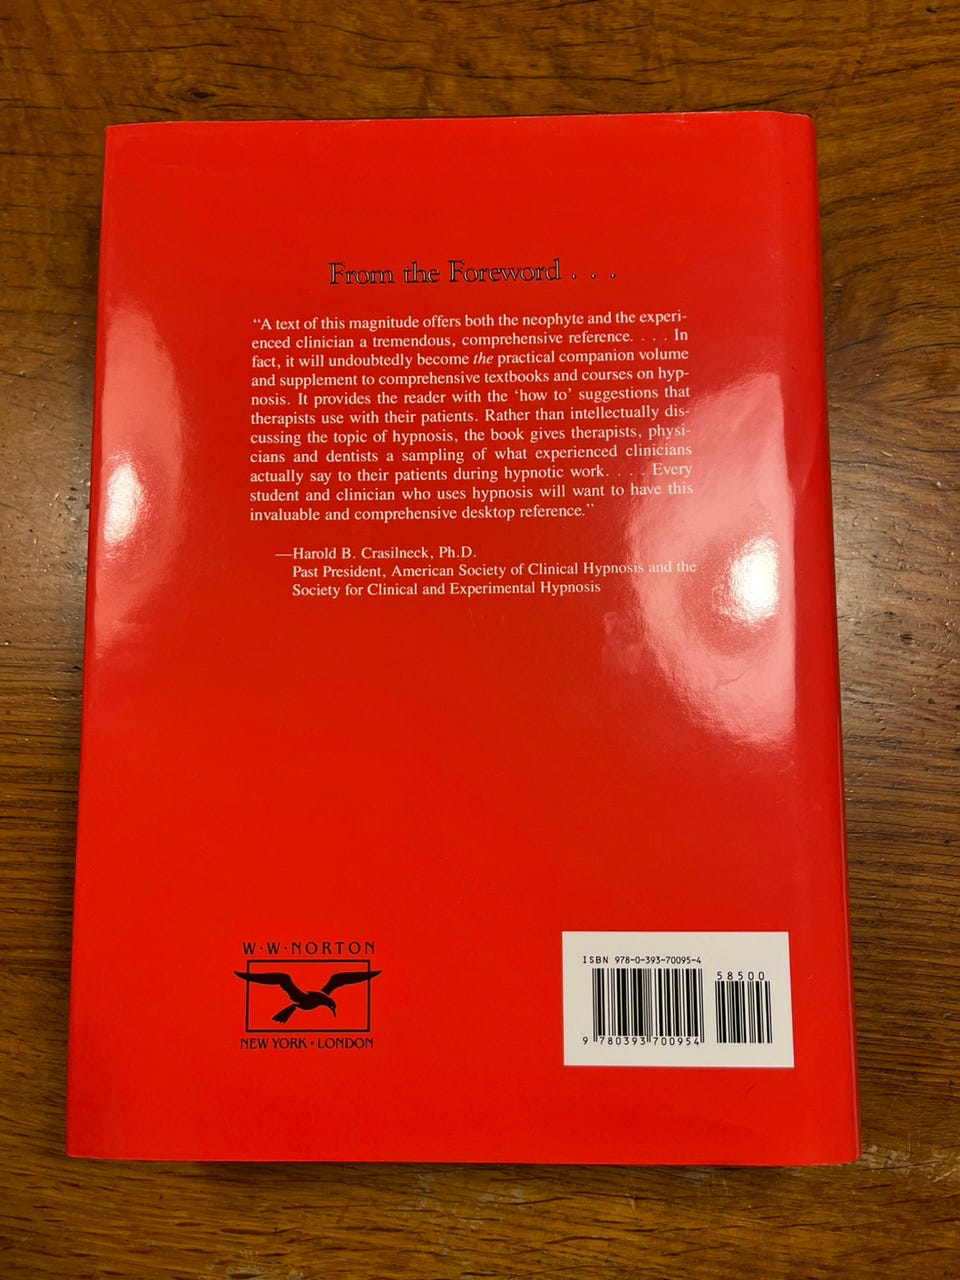 From the Foreword . . .
“A text of this magnitude offers both the neophyte and the experi-
enced clinician a tremendous, comprehensive reference. . . . In
fact, it will undoubtedly become the practical companion volume
and supplement to comprehensive textbooks and courses on hyp-
nosis. It provides the reader with the ‘how to’ suggestions that
therapists use with their patients. Rather than intellectually dis-
cussing the topic of hypnosis, the book gives therapists, physi-
cians and dentists a sampling of what experienced clinicians
actually say to their patients during hypnotic work. . . . Every
student and clinician who uses hypnosis will want to have this
invaluable and comprehensive desktop reference.”
—Harold B. Crasilneck, Ph.D.
Past President, American Society of Clinical Hypnosis and the
Society for Clinical and Experimental Hypnosis
W·W·NORTON
NEW YORK · LONDON
ISBN 978-0-393-70095-4
58500
9 780393 700954